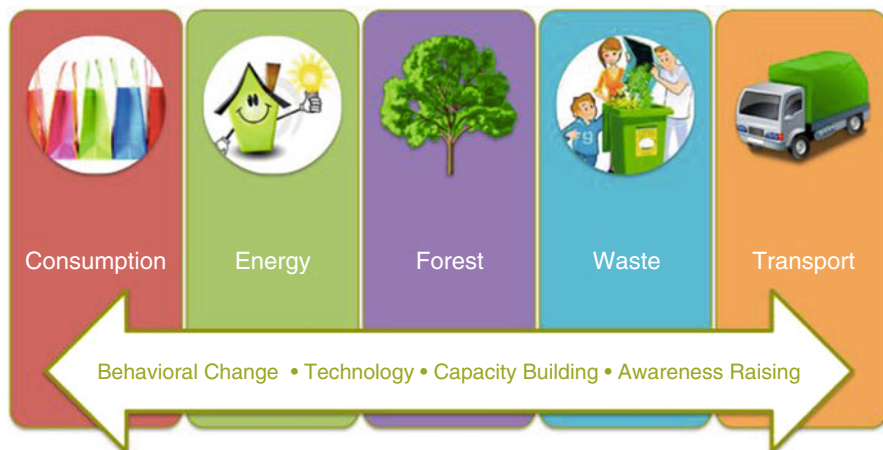 Consumption
Energy
Forest
Waste
Transport
Behavioral Change • Technology • Capacity Building • Awareness Raising